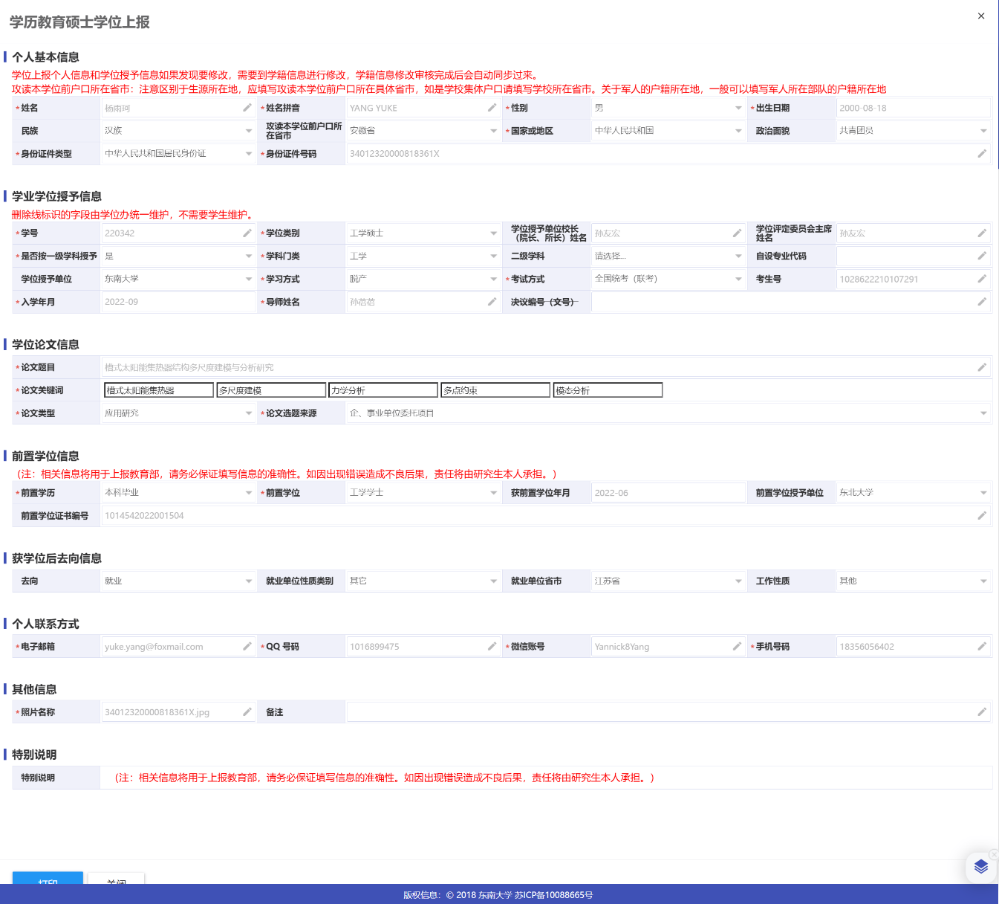 学历教育硕士学位上报
个人基本信息
学位上报个人信息和学位授予信息如果发现要修改，需要到学籍信息进行修改，学籍信息修改审核完成后会自动同步过来。
攻读本学位前户口所在省市：注意区别于生源所在地，应填写攻读本学位前户口所在具体省市，如是学校集体户口请填写学校所在省市。关于军人的户籍所在地，一般可以填写军人所在部队的户籍所在地
*姓名 杨雨珂 *姓名拼音 YANG YUKE *性别 男 *出生日期 2000-08-18
民族 汉族 攻读本学位前户口所在省市 安徽省 *国家或地区 中华人民共和国 政治面貌 共青团员
*身份证件类型 中华人民共和国居民身份证 *身份证件号码 34012320000818361X
学业学位授予信息
删除线标识的字段由学位办统一维护，不需要学生维护。
*学号 220342 *学位类别 工学硕士 学位授予单位校长（院长、所长）姓名 孙友宏 学位评定委员会主席姓名 孙友宏
*是否按一级学科授予 是 *学科门类 工学 二级学科 请选择... 自设专业代码
学位授予单位 东南大学 *学习方式 脱产 *考试方式 全国统考（联考） 考生号 1028622210107291
*入学年月 2022-09 *导师姓名 孙蓓蓓 决议编号（文号）
学位论文信息
*论文题目 槽式太阳能集热器结构多尺度建模与分析研究
*论文关键词 槽式太阳能集热器 多尺度建模 力学分析 多点约束 模态分析
*论文类型 应用研究 *论文选题来源 企、事业单位委托项目
前置学位信息
（注：相关信息将用于上报教育部，请务必保证填写信息的准确性。如因出现错误造成不良后果，责任将由研究生本人承担。）
*前置学历 本科毕业 *前置学位 工学学士 获前置学位年月 2022-06 前置学位授予单位 东北大学
前置学位证书编号 1014542022001504
获学位后去向信息
去向 就业 就业单位性质类别 其它 就业单位省市 江苏省 工作性质 其他
个人联系方式
*电子邮箱 yuke.yang@foxmail.com *QQ 号码 1016899475 *微信账号 Yannick8Yang *手机号码 18356056402
其他信息
*照片名称 34012320000818361X.jpg 备注
特别说明
特别说明 （注：相关信息将用于上报教育部，请务必保证填写信息的准确性。如因出现错误造成不良后果，责任将由研究生本人承担。）
打印 关闭
版权信息：© 2018 东南大学 苏ICP备10088665号